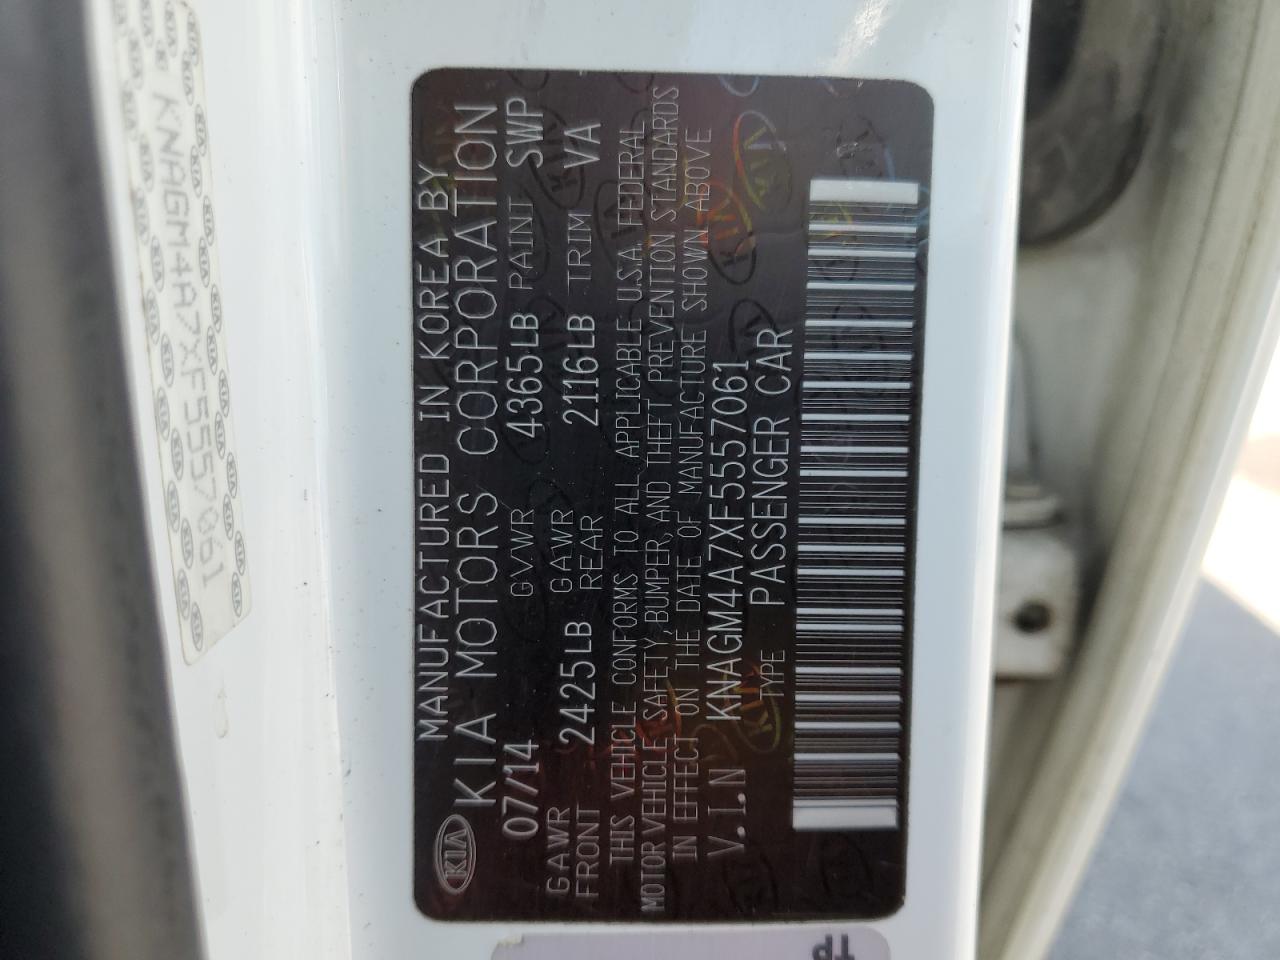 KNAGM4A7XF5557061
MANUFACTURED IN KOREA BY
KIA MOTORS CORPORATION
07/14 GVWR 4365LB PAINT SWP
GAWR FRONT 2425LB GAWR REAR 2116LB TRIM VA
THIS VEHICLE CONFORMS TO ALL APPLICABLE U.S.A. FEDERAL
MOTOR VEHICLE SAFETY, BUMPER, AND THEFT PREVENTION STANDARDS
IN EFFECT ON THE DATE OF MANUFACTURE SHOWN ABOVE
V.I.N KNAGM4A7XF5557061
TYPE PASSENGER CAR
KIA
TP